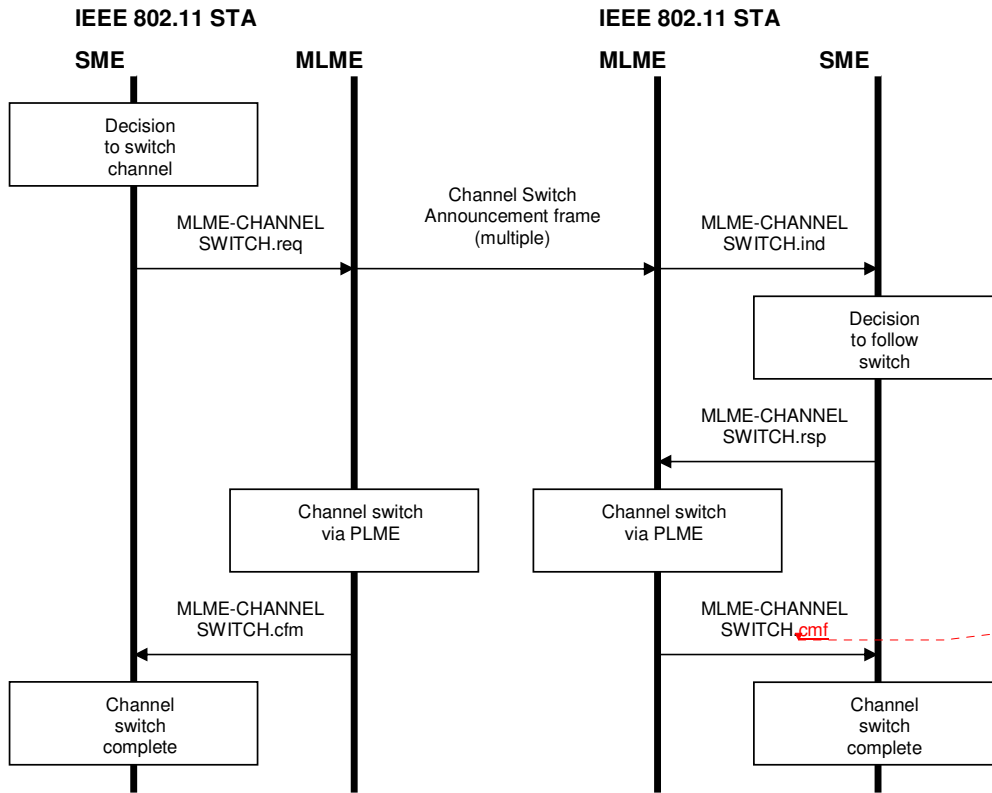 IEEE 802.11 STA
IEEE 802.11 STA
SME
MLME
MLME
SME
Decision
to switch
channel
MLME-CHANNEL
SWITCH.req
Channel Switch
Announcement frame
(multiple)
MLME-CHANNEL
SWITCH.ind
Decision
to follow
switch
MLME-CHANNEL
SWITCH.rsp
Channel switch
via PLME
Channel switch
via PLME
MLME-CHANNEL
SWITCH.cfm
MLME-CHANNEL
SWITCH.cmf
Channel
switch
complete
Channel
switch
complete